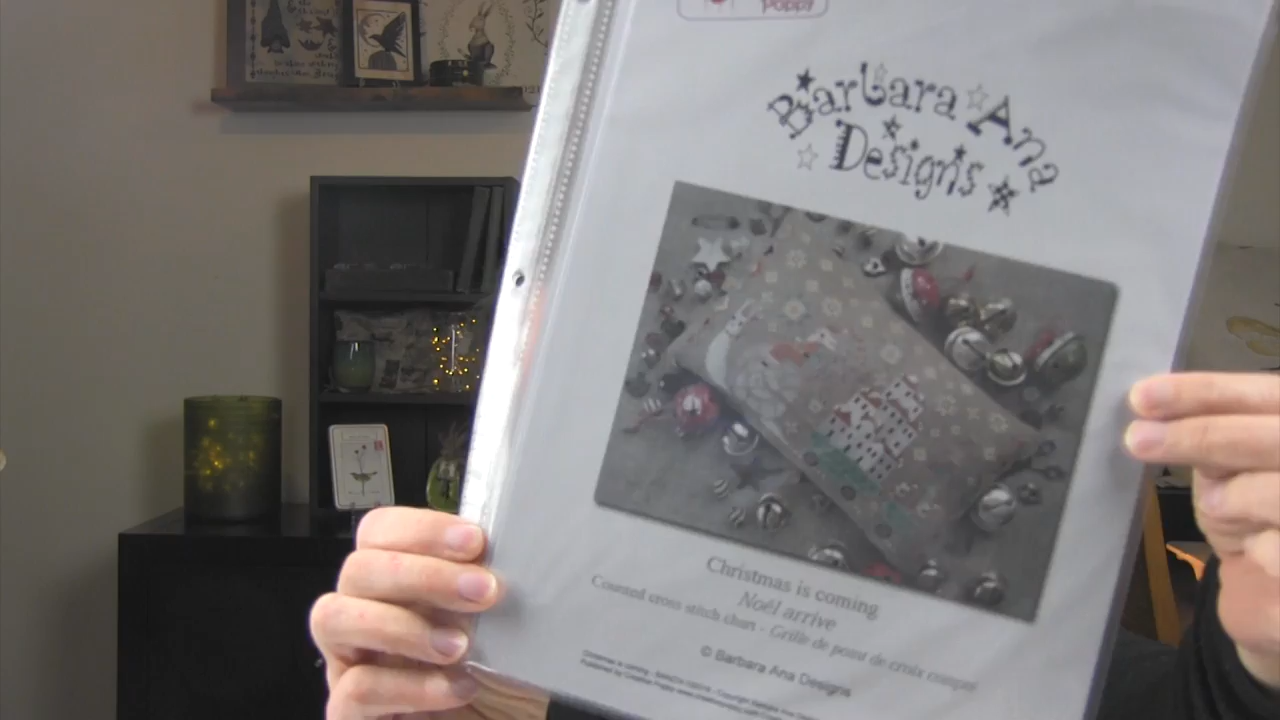 Poppy
Barbara Ana
Designs
Christmas is coming
Noël arrive
Counted cross stitch chart - Grille de point de croix compté
© Barbara Ana Designs